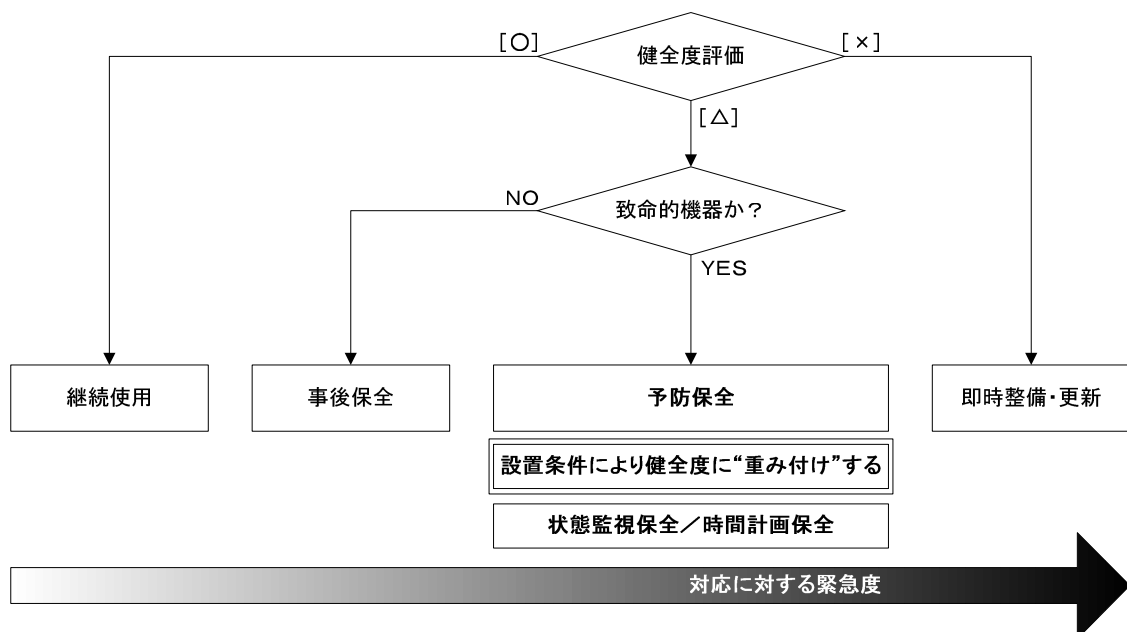 健全度評価
[○]
[×]
[△]
致命的機器か？
NO
YES
継続使用
事後保全
予防保全
即時整備・更新
設置条件により健全度に“重み付け”する
状態監視保全／時間計画保全
対応に対する緊急度